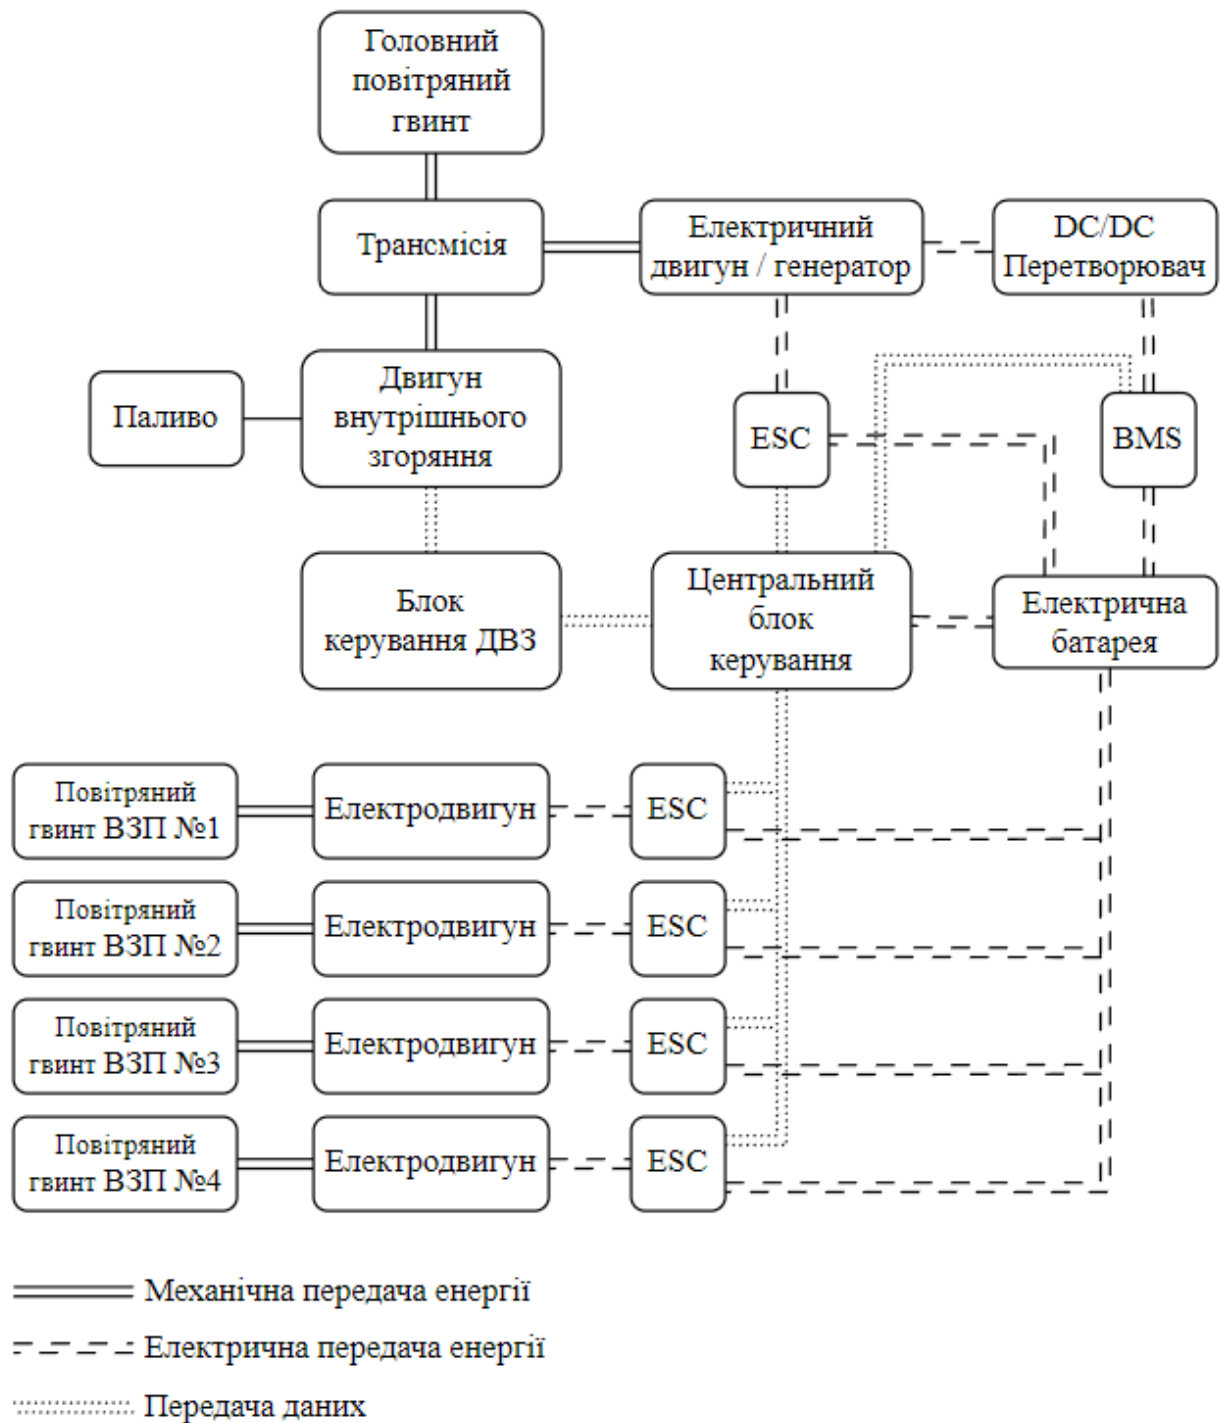 Головний
повітряний
гвинт
Трансмісія
Електричний
двигун / генератор
DC/DC
Перетворювач
Паливо
Двигун
внутрішнього
згоряння
ESC
BMS
Блок
керування ДВЗ
Центральний
блок
керування
Електрична
батарея
Повітряний
гвинт ВЗП №1
Електродвигун
ESC
Повітряний
гвинт ВЗП №2
Електродвигун
ESC
Повітряний
гвинт ВЗП №3
Електродвигун
ESC
Повітряний
гвинт ВЗП №4
Електродвигун
ESC
Механічна передача енергії
Електрична передача енергії
Передача даних